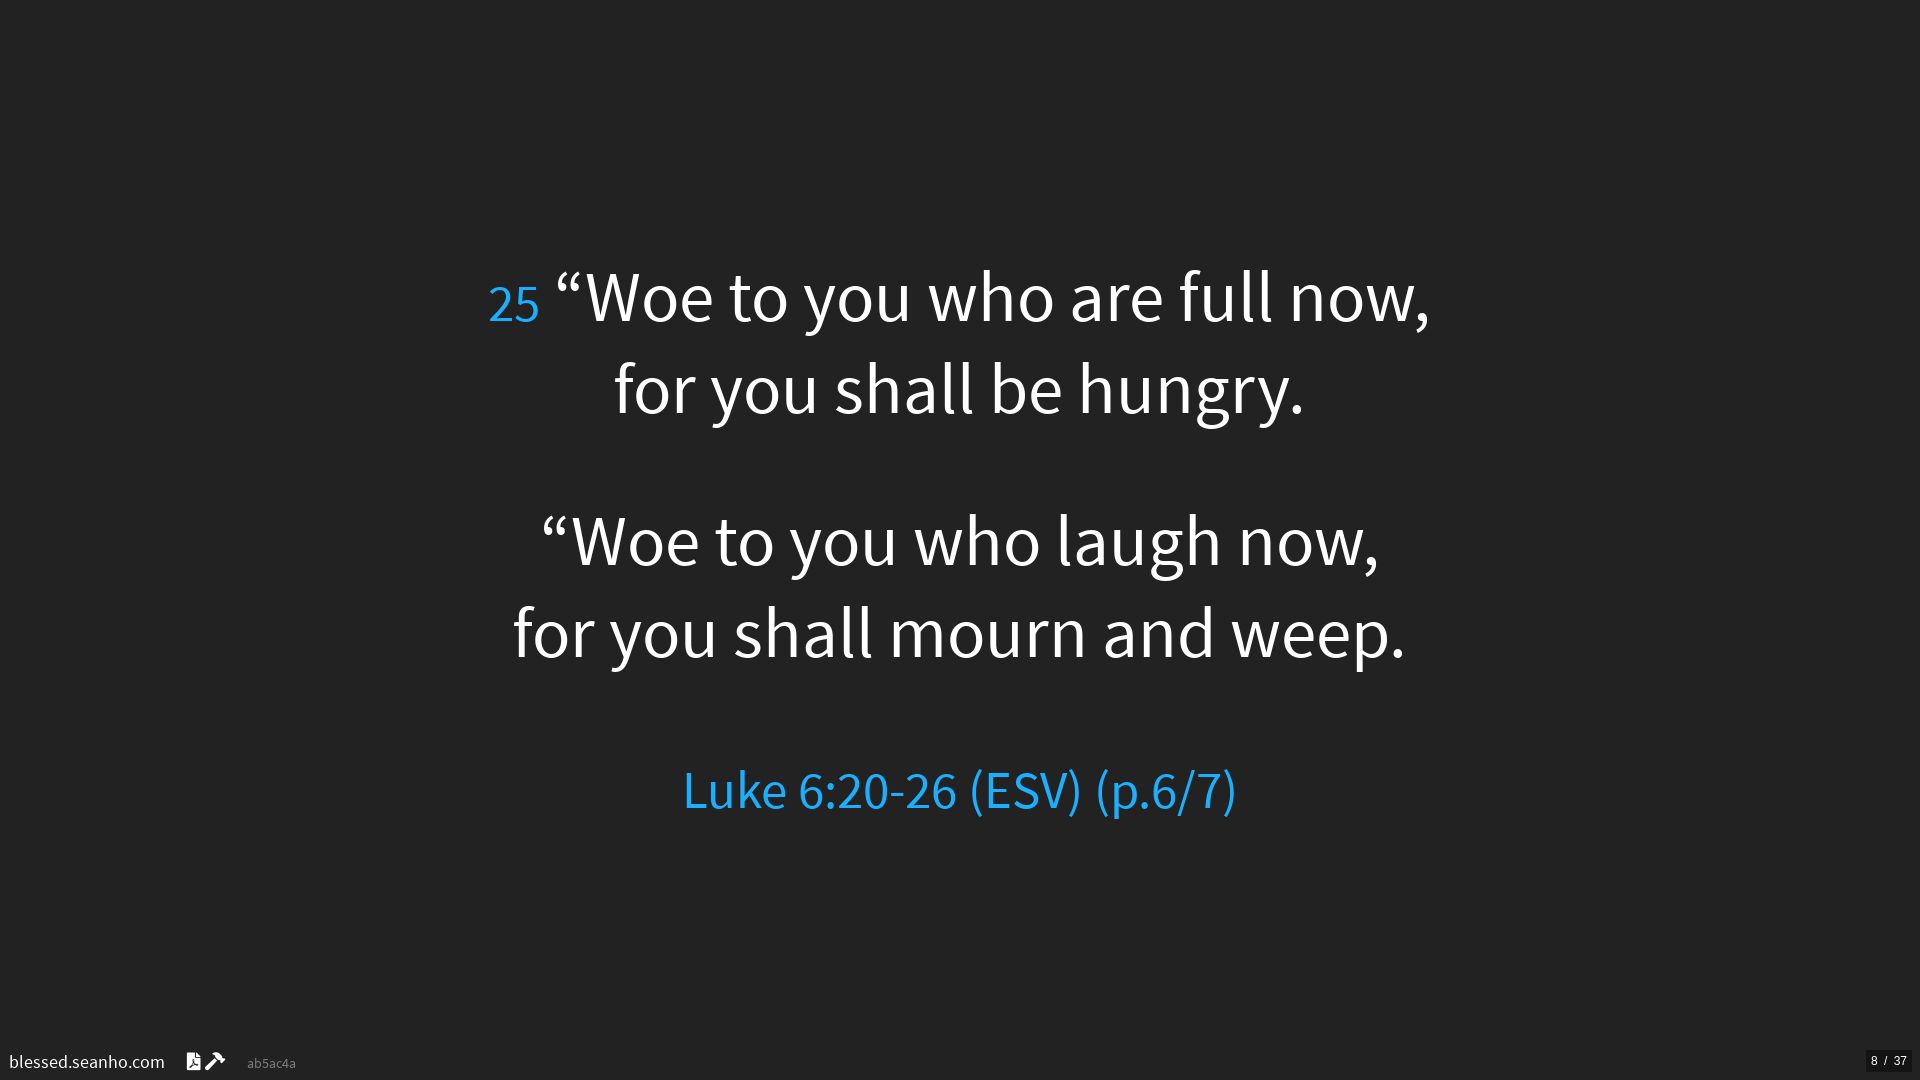 25 “Woe to you who are full now,
for you shall be hungry.
“Woe to you who laugh now,
for you shall mourn and weep.
Luke 6:20-26 (ESV) (p.6/7)
blessed.seanho.com ab5ac4a
8 / 37